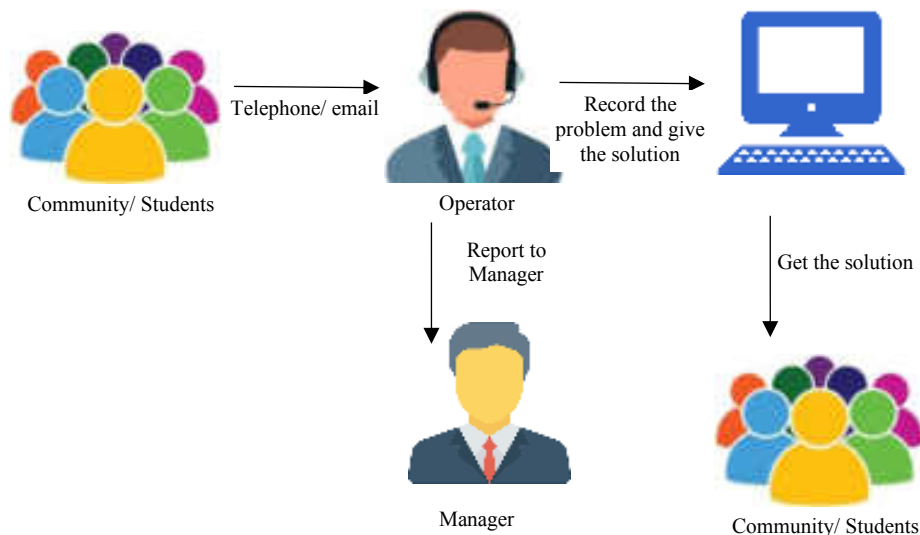 Telephone/ email
Record the
problem and give
the solution
Community/ Students
Operator
Report to
Manager
Get the solution
Manager
Community/ Students